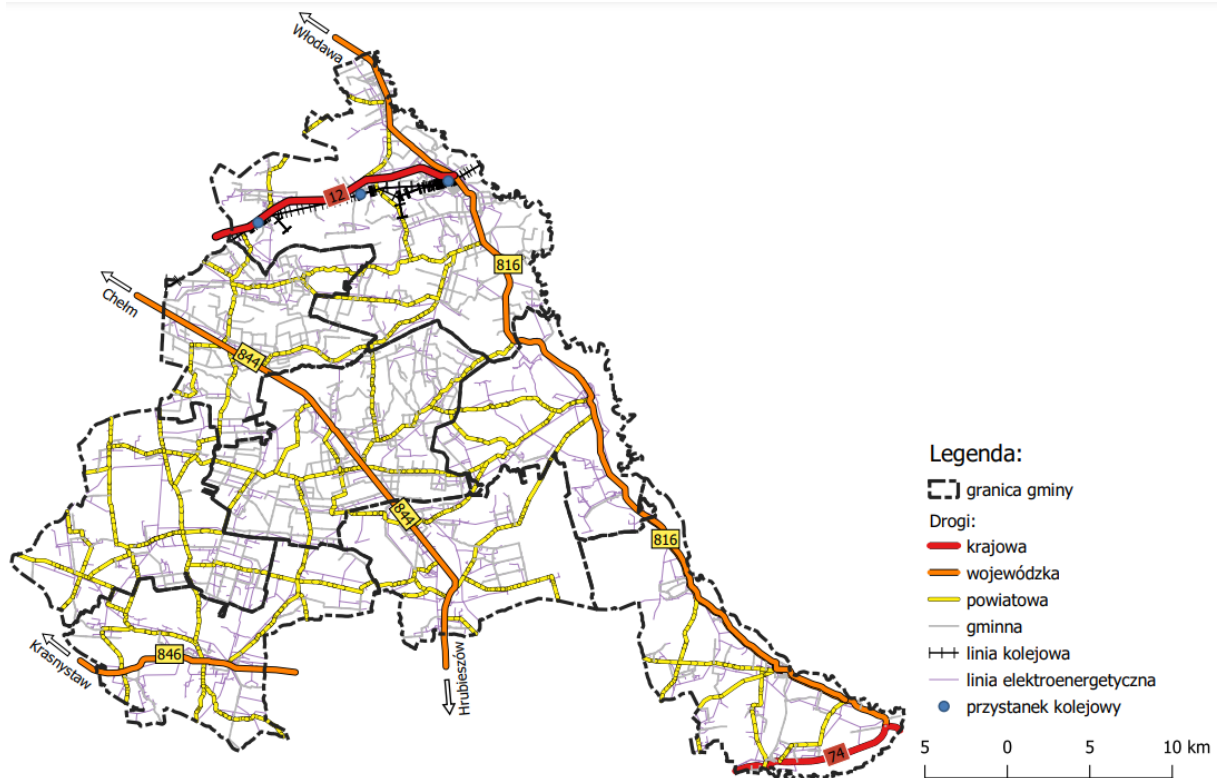 Włodawa
12
816
Chełm
844
844
816
846
Krasnystaw
Hrubieszów
74
Legenda:
granica gminy
Drogi:
krajowa
wojewódzka
powiatowa
gminna
linia kolejowa
linia elektroenergetyczna
przystanek kolejowy
5 0 5 10 km